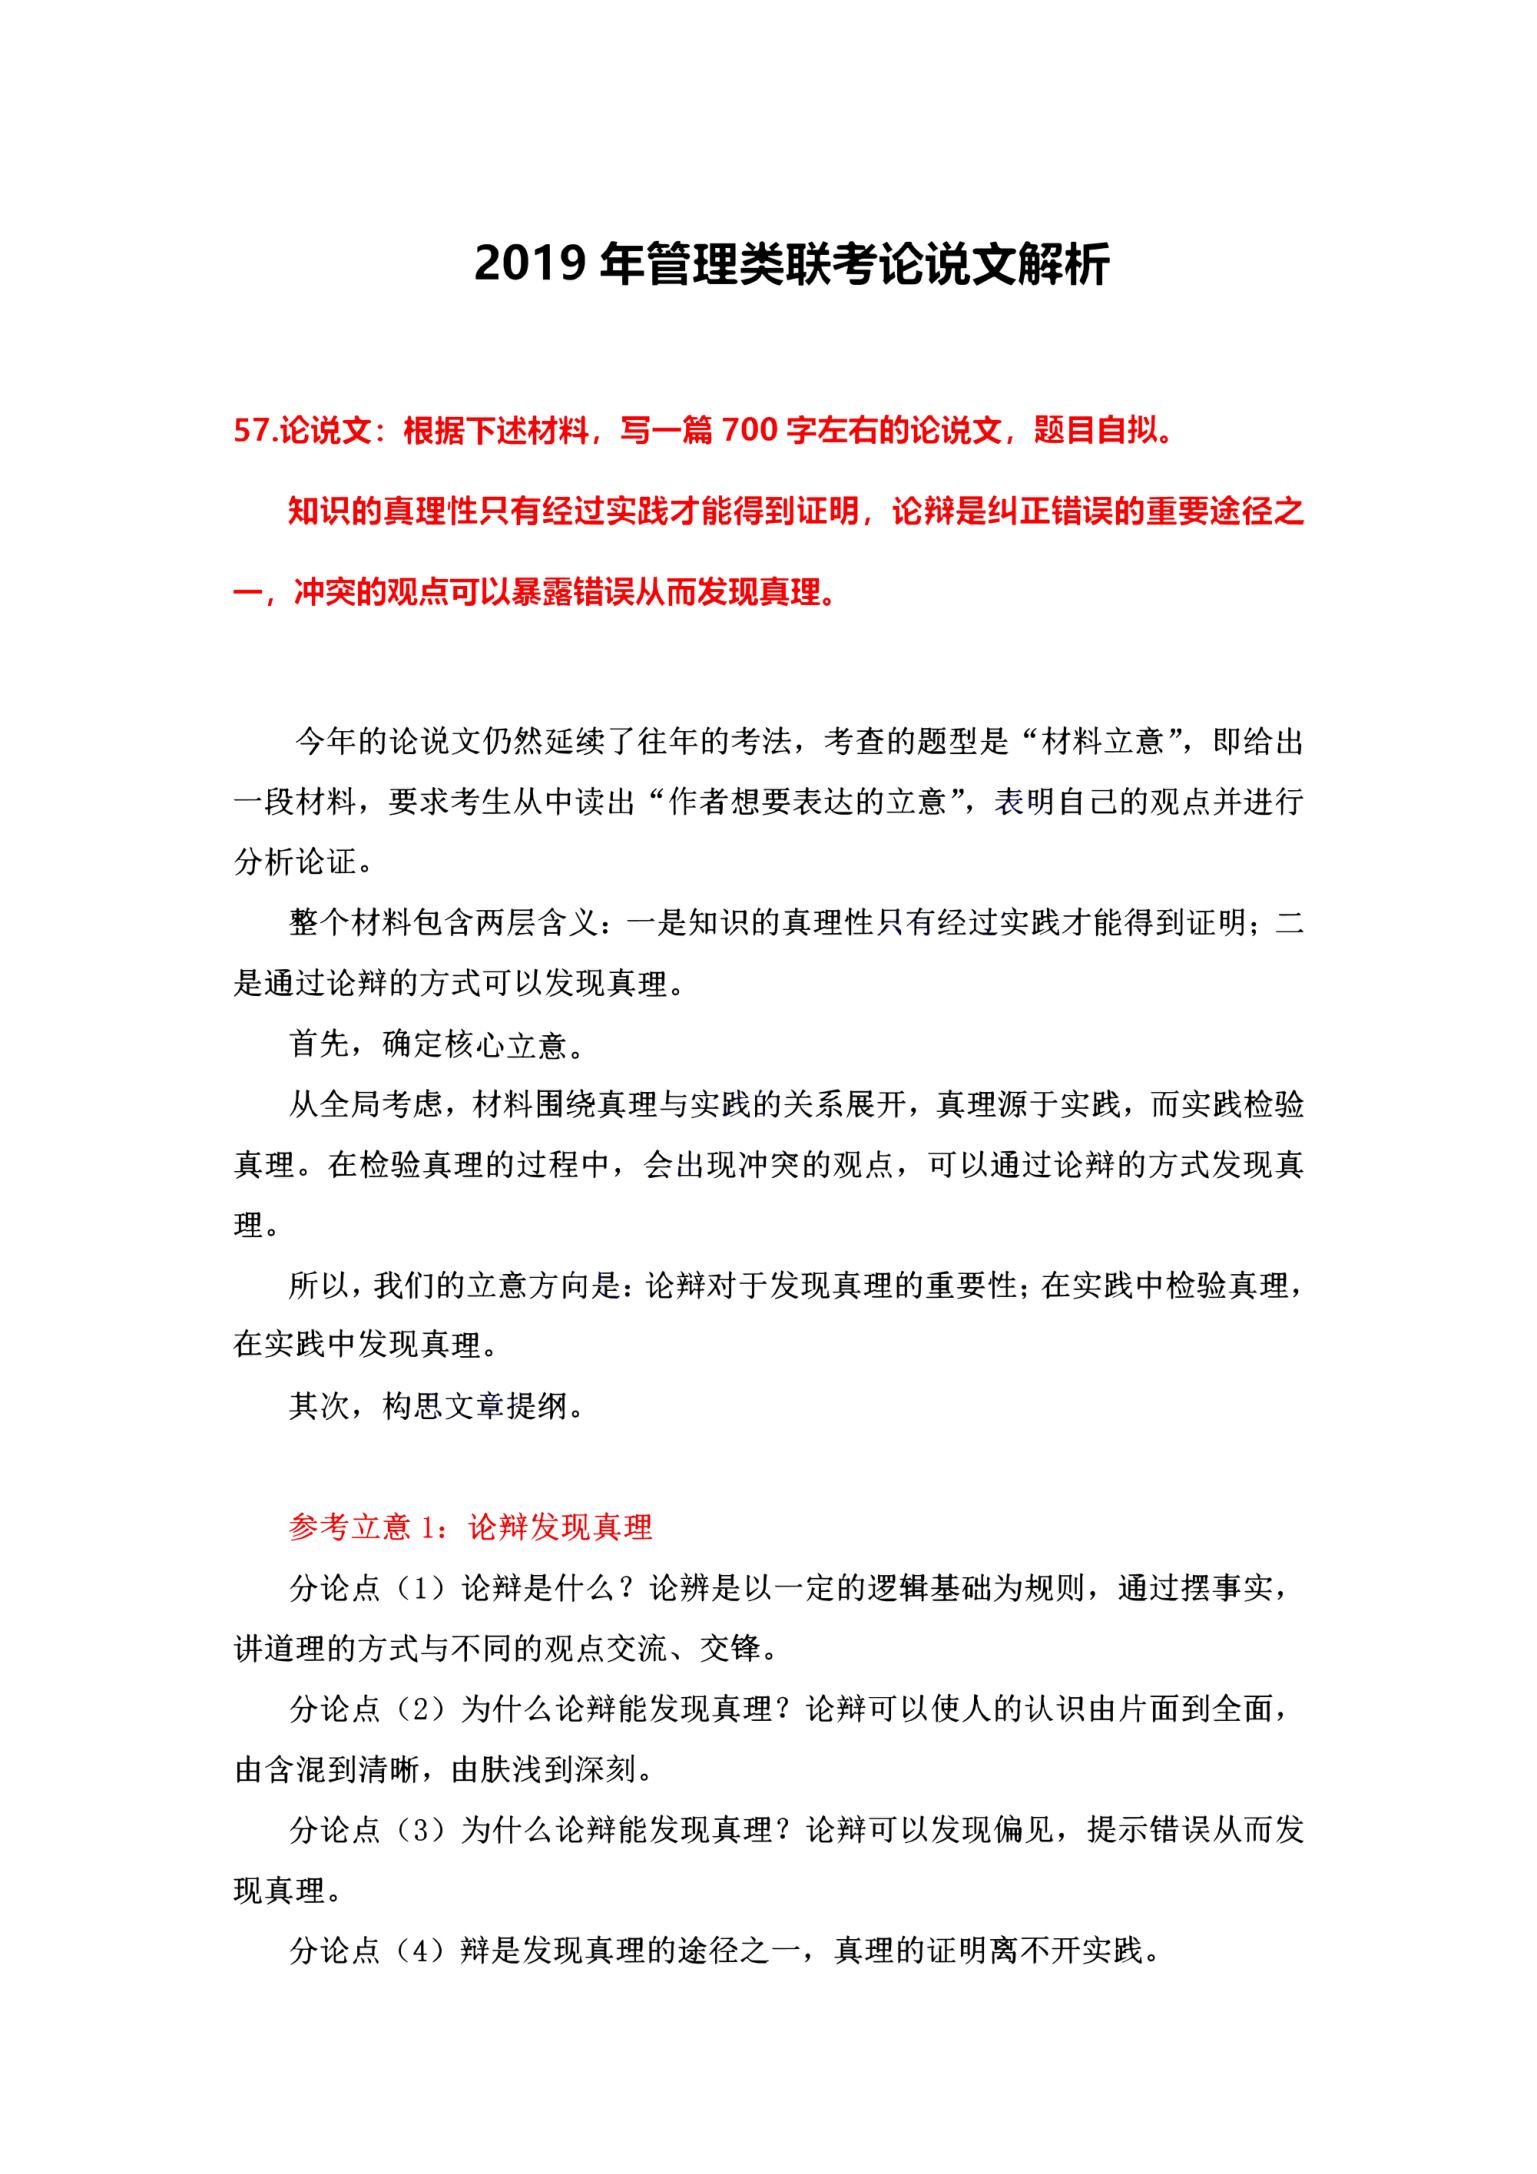 2019 年管理类联考论说文解析
57.论说文：根据下述材料，写一篇 700 字左右的论说文，题目自拟。
知识的真理性只有经过实践才能得到证明，论辩是纠正错误的重要途径之
一，冲突的观点可以暴露错误从而发现真理。
今年的论说文仍然延续了往年的考法，考查的题型是“材料立意”，即给出
一段材料，要求考生从中读出“作者想要表达的立意”，表明自己的观点并进行
分析论证。
整个材料包含两层含义：一是知识的真理性只有经过实践才能得到证明；二
是通过论辩的方式可以发现真理。
首先，确定核心立意。
从全局考虑，材料围绕真理与实践的关系展开，真理源于实践，而实践检验
真理。在检验真理的过程中，会出现冲突的观点，可以通过论辩的方式发现真
理。
所以，我们的立意方向是：论辩对于发现真理的重要性；在实践中检验真理，
在实践中发现真理。
其次，构思文章提纲。
参考立意 1：论辩发现真理
分论点（1）论辩是什么？论辨是以一定的逻辑基础为规则，通过摆事实，
讲道理的方式与不同的观点交流、交锋。
分论点（2）为什么论辩能发现真理？论辩可以使人的认识由片面到全面，
由含混到清晰，由肤浅到深刻。
分论点（3）为什么论辩能发现真理？论辩可以发现偏见，提示错误从而发
现真理。
分论点（4）辩是发现真理的途径之一，真理的证明离不开实践。